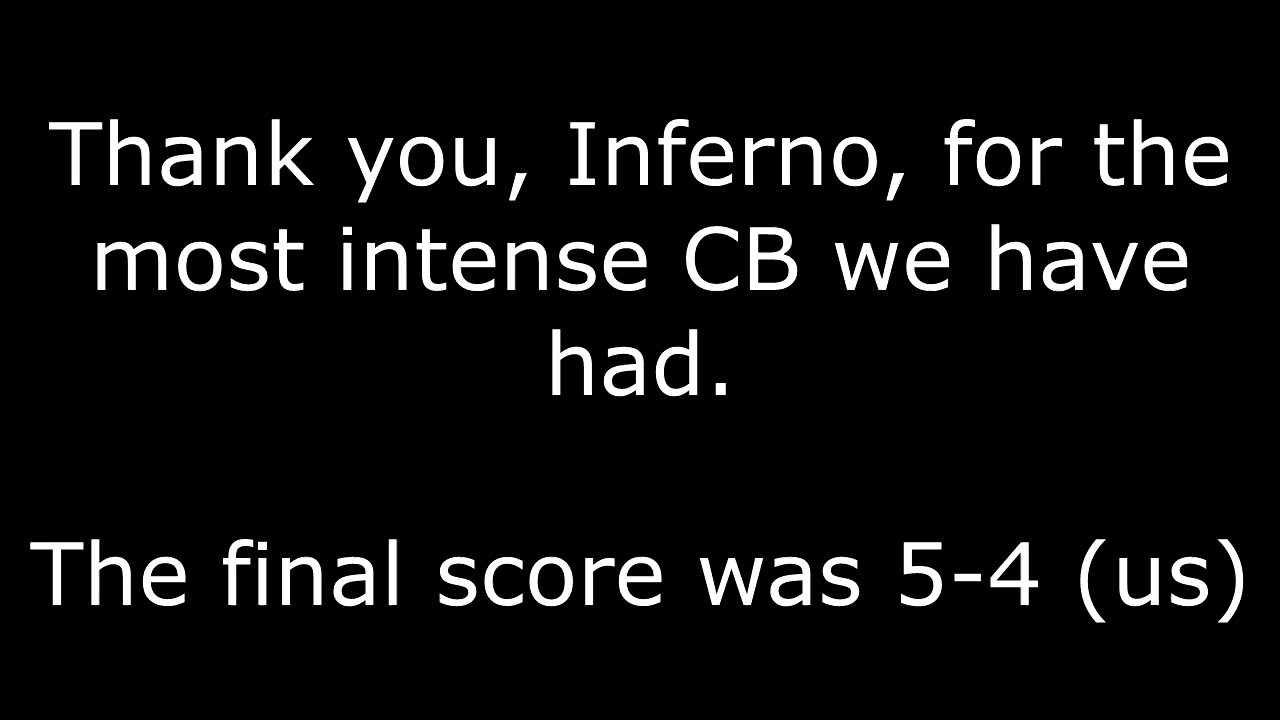 Thank you, Inferno, for the
most intense CB we have
had.
The final score was 5-4 (us)